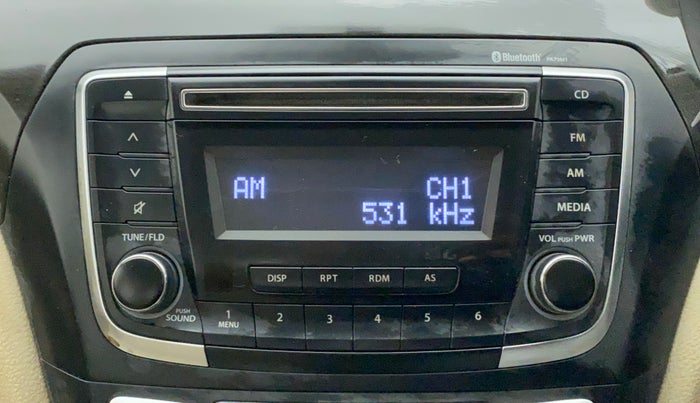 Bluetooth
CD
FM
AM
MEDIA
AM CH1
531 kHz
TUNE/FLD
VOL PUSH PWR
DISP RPT RDM AS
PUSH
SOUND
1 2 3 4 5 6
MENU